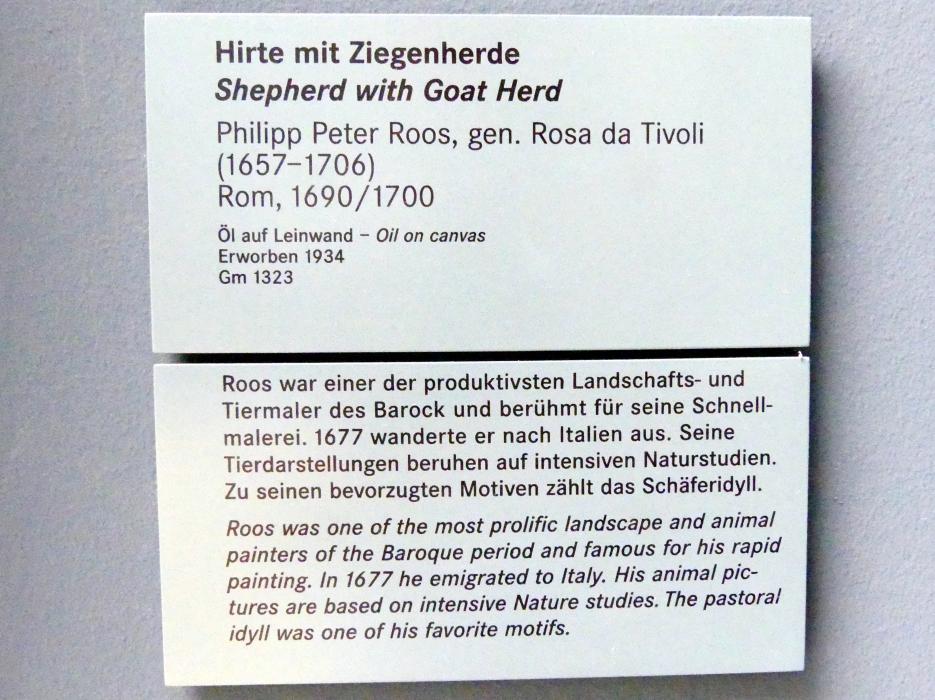 Hirte mit Ziegenherde
Shepherd with Goat Herd
Philipp Peter Roos, gen. Rosa da Tivoli
(1657–1706)
Rom, 1690/1700
Öl auf Leinwand – Oil on canvas
Erworben 1934
Gm 1323
Roos war einer der produktivsten Landschafts- und
Tiermaler des Barock und berühmt für seine Schnell-
malerei. 1677 wanderte er nach Italien aus. Seine
Tierdarstellungen beruhen auf intensiven Naturstudien.
Zu seinen bevorzugten Motiven zählt das Schäferidyll.
Roos was one of the most prolific landscape and animal
painters of the Baroque period and famous for his rapid
painting. In 1677 he emigrated to Italy. His animal pic-
tures are based on intensive Nature studies. The pastoral
idyll was one of his favorite motifs.